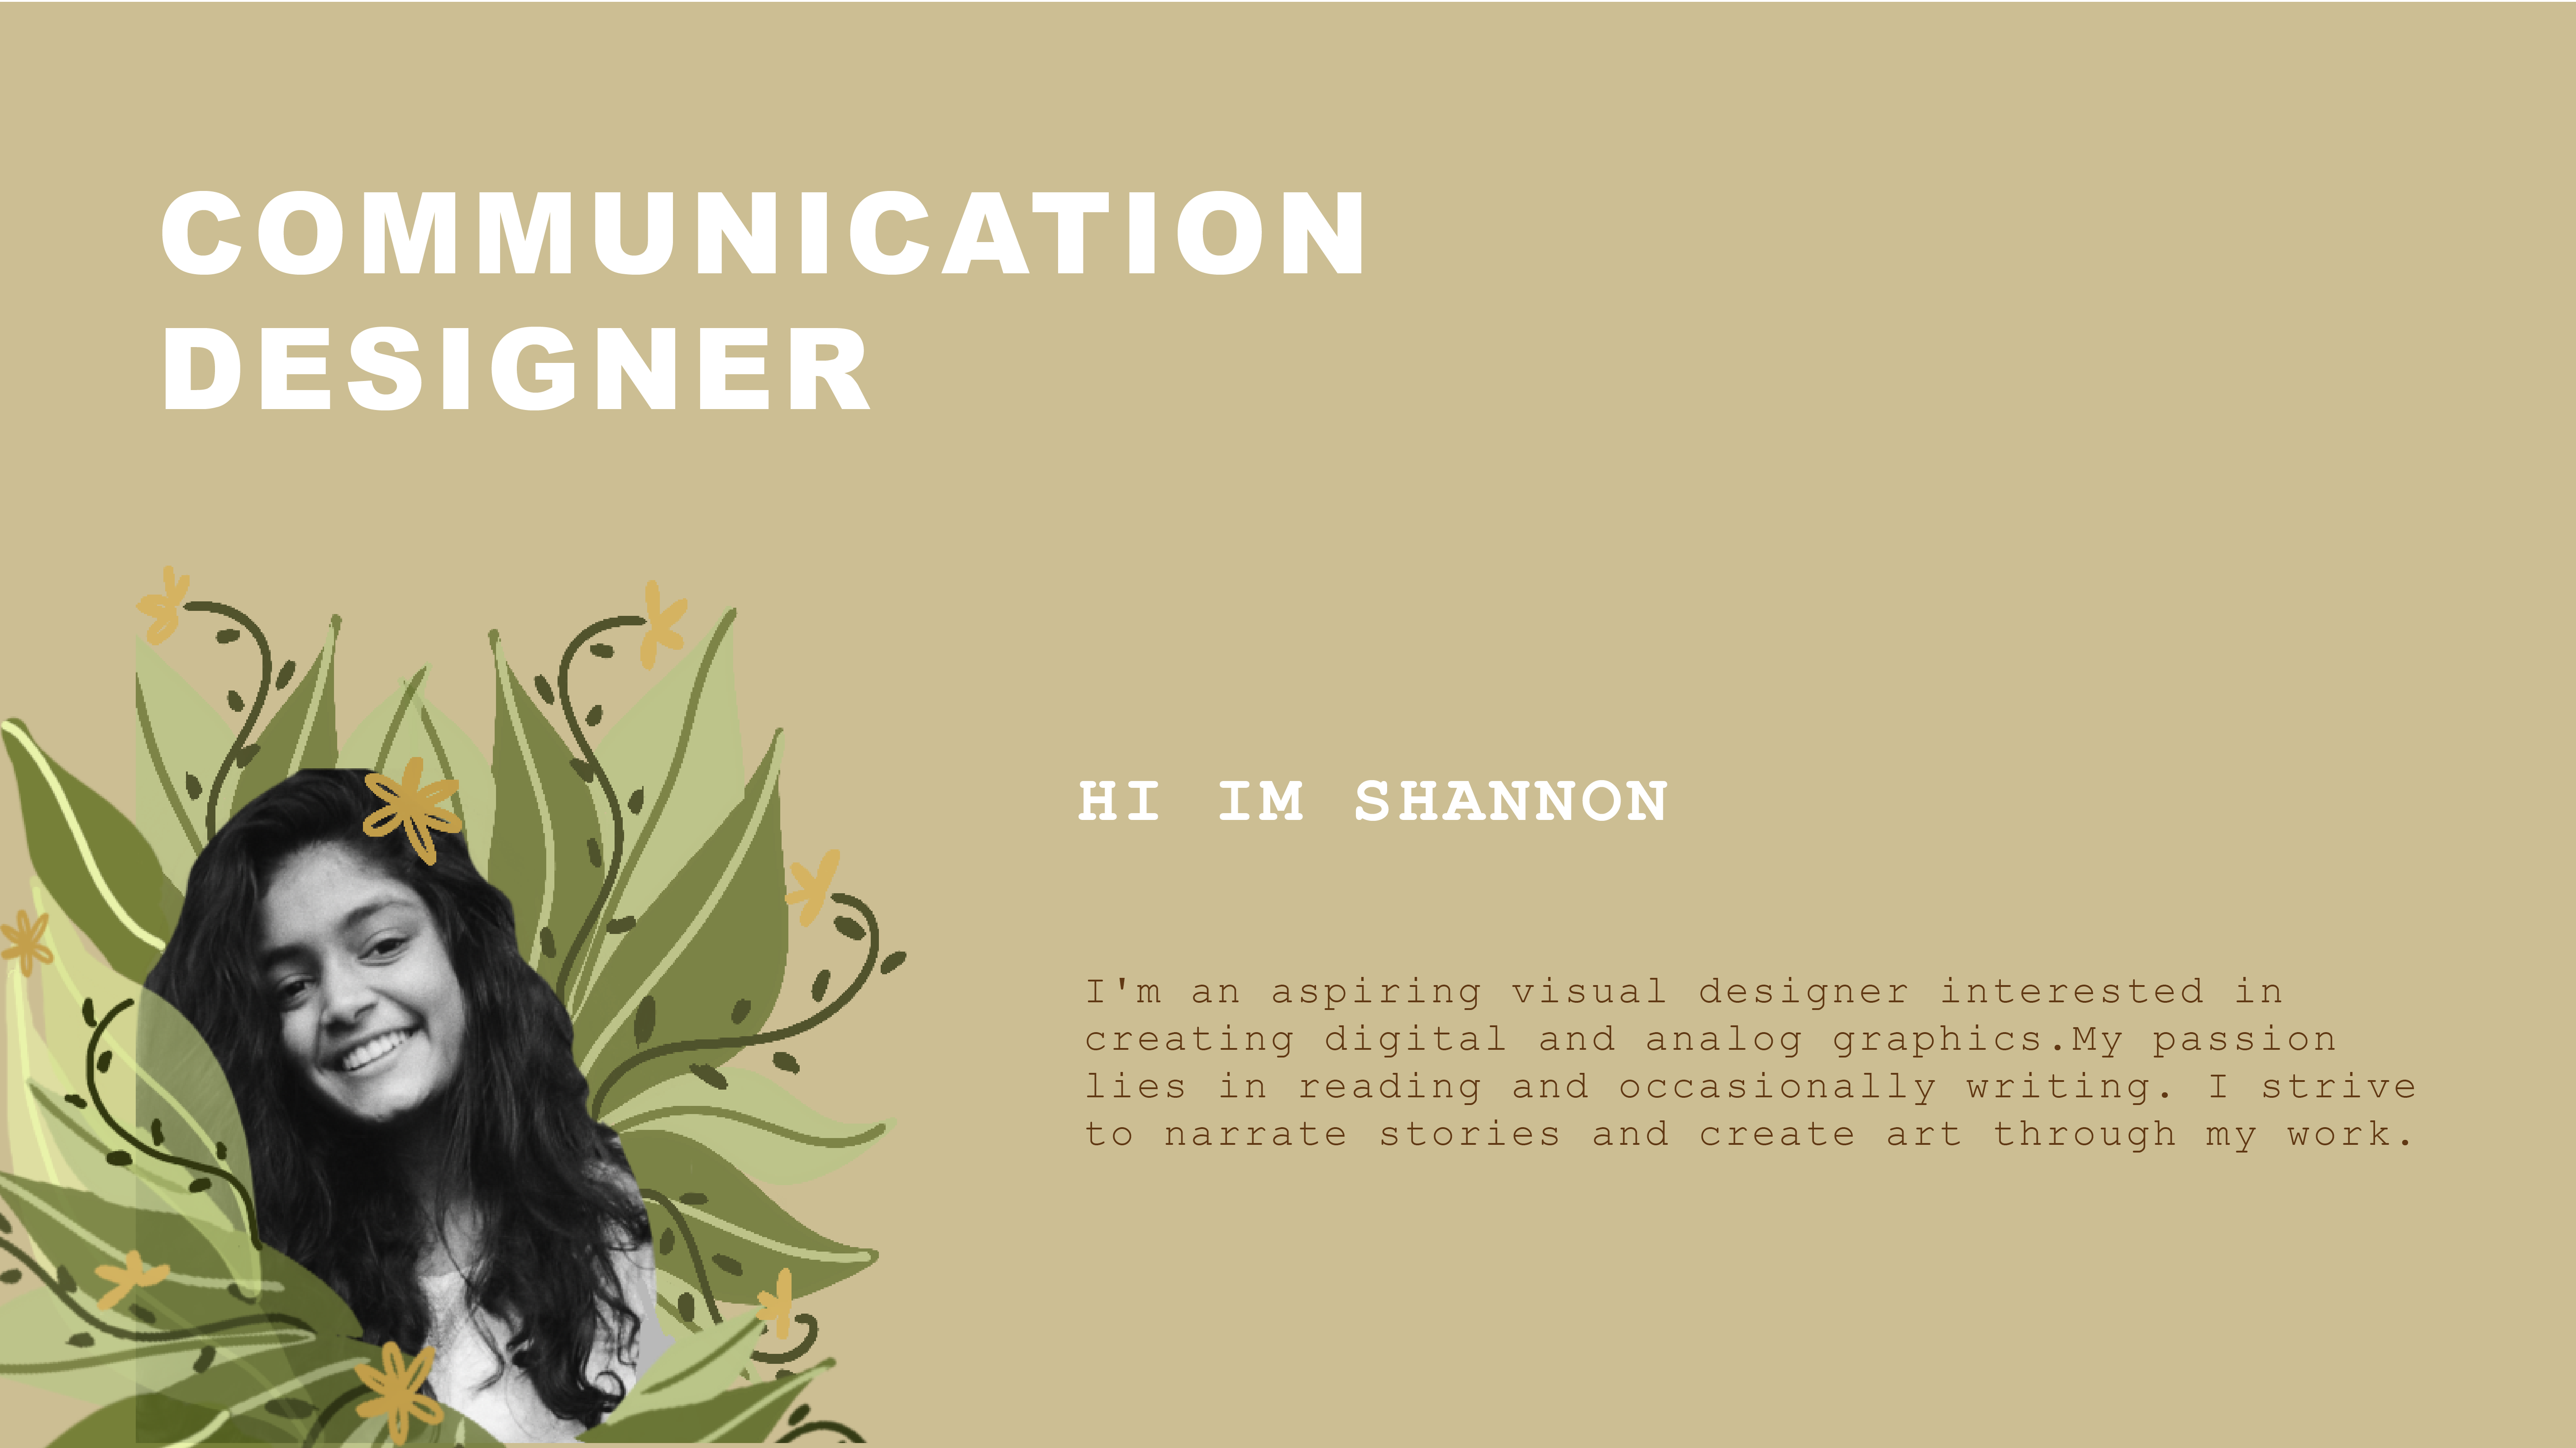 COMMUNICATION
DESIGNER
HI IM SHANNON
I'm an aspiring visual designer interested in
creating digital and analog graphics.My passion
lies in reading and occasionally writing. I strive
to narrate stories and create art through my work.